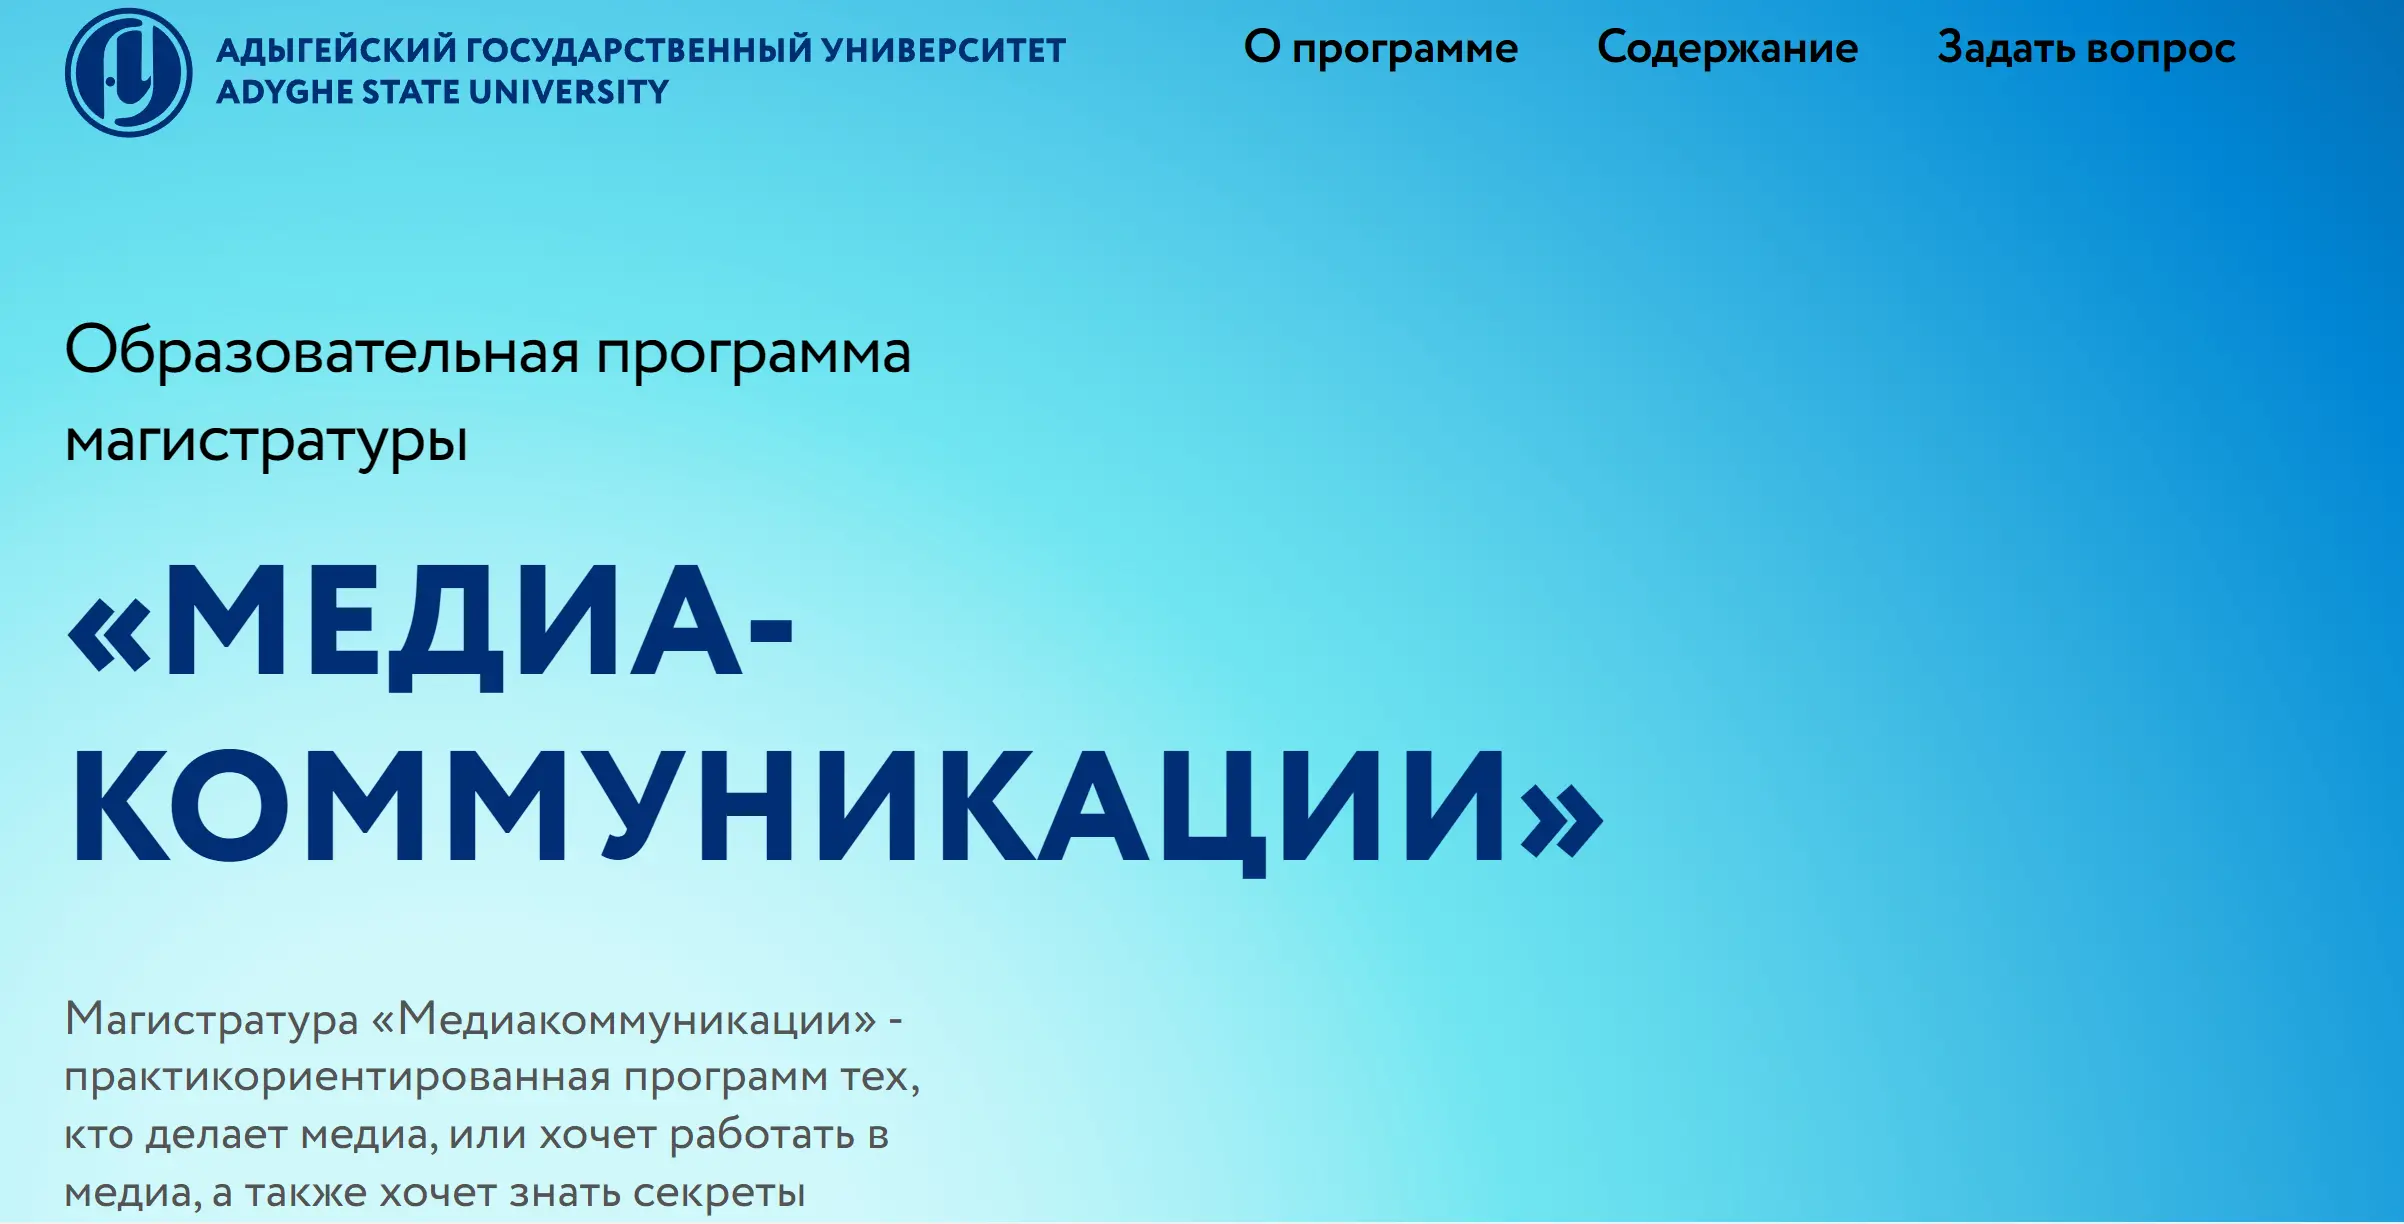 АДЫГЕЙСКИЙ ГОСУДАРСТВЕННЫЙ УНИВЕРСИТЕТ
ADYGHE STATE UNIVERSITY
О программе Содержание Задать вопрос
Образовательная программа
магистратуры
«МЕДИА-
КОММУНИКАЦИИ»
Магистратура «Медиакоммуникации» -
практикориентированная программ тех,
кто делает медиа, или хочет работать в
медиа, а также хочет знать секреты